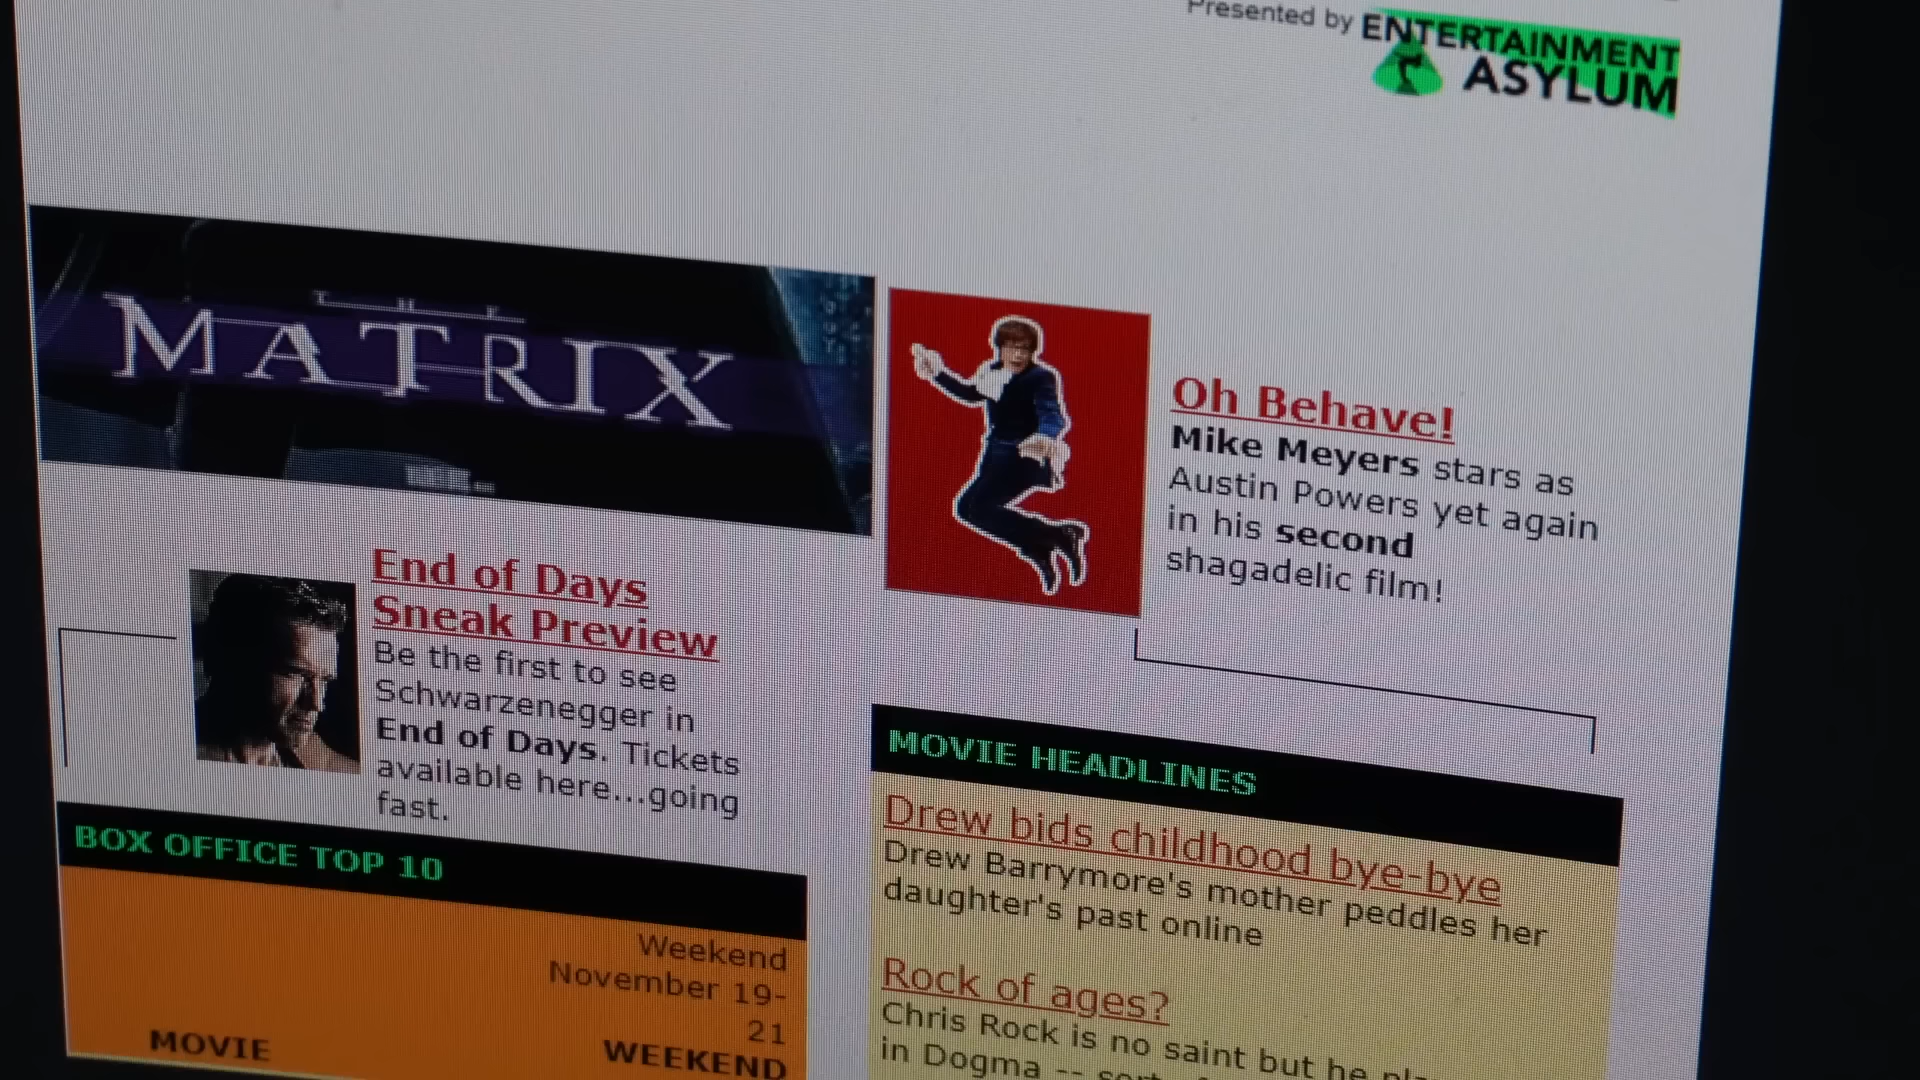 Presented by ENTERTAINMENT
ASYLUM
THE
MATRIX
Oh Behave!
Mike Meyers stars as
Austin Powers yet again
in his second
shagadelic film!
End of Days
Sneak Preview
Be the first to see
Schwarzenegger in
End of Days. Tickets
available here...going
fast.
BOX OFFICE TOP 10
Weekend
November 19-
21
MOVIE WEEKEND
MOVIE HEADLINES
Drew bids childhood bye-bye
Drew Barrymore's mother peddles her
daughter's past online
Rock of ages?
Chris Rock is no saint but he
in Dogma --